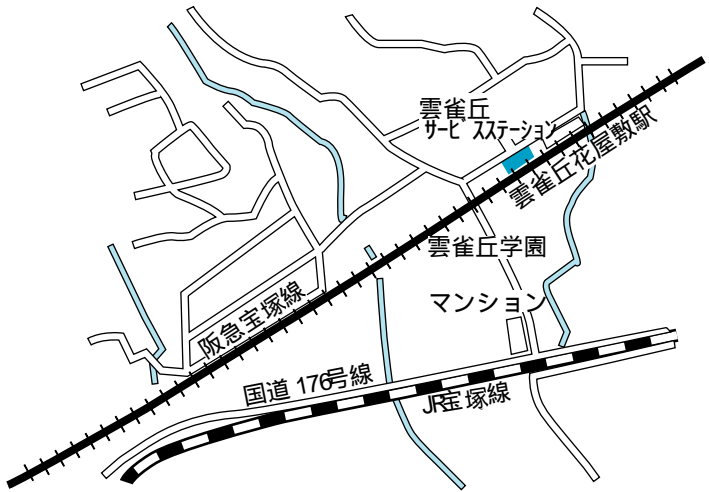 雲雀丘
サービスステーション
雲雀丘花屋敷駅
雲雀丘学園
マンション
阪急宝塚線
国道176号線
JR宝塚線